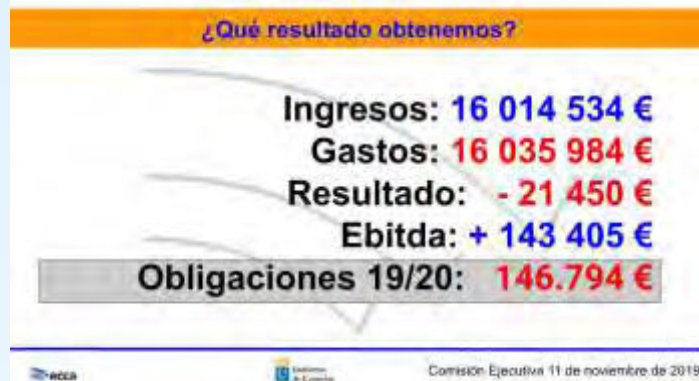 ¿Qué resultado obtenemos?
Ingresos: 16 014 534 €
Gastos: 16 035 984 €
Resultado: - 21 450 €
Ebitda: + 143 405 €
Obligaciones 19/20: 146.794 €
Comisión Ejecutiva 11 de noviembre de 2019